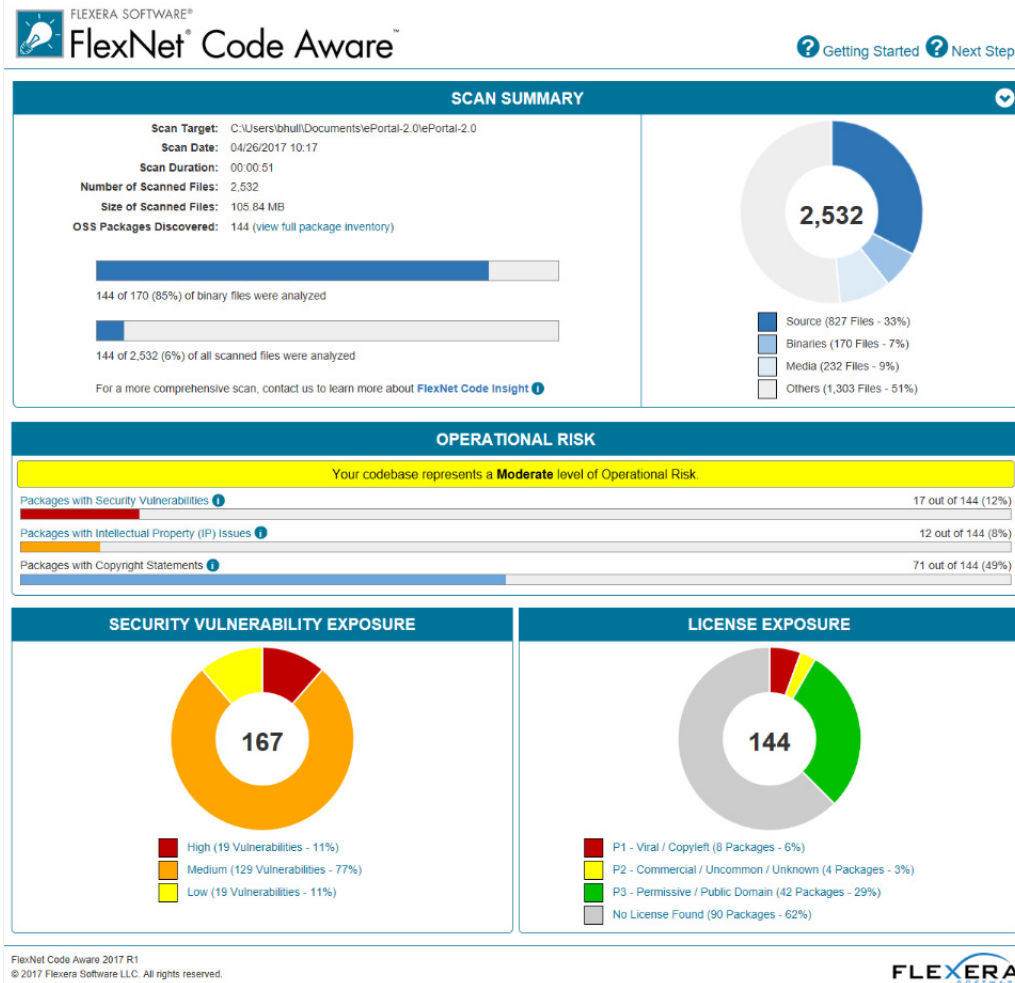 FLEXERA SOFTWARE®
FlexNet® Code Aware™
Getting Started
Next Step
SCAN SUMMARY
Scan Target: C:\Users\bhull\Documents\ePortal-2.0\ePortal-2.0
Scan Date: 04/26/2017 10:17
Scan Duration: 00:00:51
Number of Scanned Files: 2,532
Size of Scanned Files: 105.84 MB
OSS Packages Discovered: 144 (view full package inventory)
144 of 170 (85%) of binary files were analyzed
144 of 2,532 (6%) of all scanned files were analyzed
For a more comprehensive scan, contact us to learn more about FlexNet Code Insight
2,532
Source (827 Files - 33%)
Binaries (170 Files - 7%)
Media (232 Files - 9%)
Others (1,303 Files - 51%)
OPERATIONAL RISK
Your codebase represents a Moderate level of Operational Risk.
Packages with Security Vulnerabilities 17 out of 144 (12%)
Packages with Intellectual Property (IP) Issues 12 out of 144 (8%)
Packages with Copyright Statements 71 out of 144 (49%)
SECURITY VULNERABILITY EXPOSURE
167
High (19 Vulnerabilities - 11%)
Medium (129 Vulnerabilities - 77%)
Low (19 Vulnerabilities - 11%)
LICENSE EXPOSURE
144
P1 - Viral / Copyleft (8 Packages - 6%)
P2 - Commercial / Uncommon / Unknown (4 Packages - 3%)
P3 - Permissive / Public Domain (42 Packages - 29%)
No License Found (90 Packages - 62%)
FlexNet Code Aware 2017 R1
© 2017 Flexera Software LLC. All rights reserved.
FLEXERA
SOFTWARE